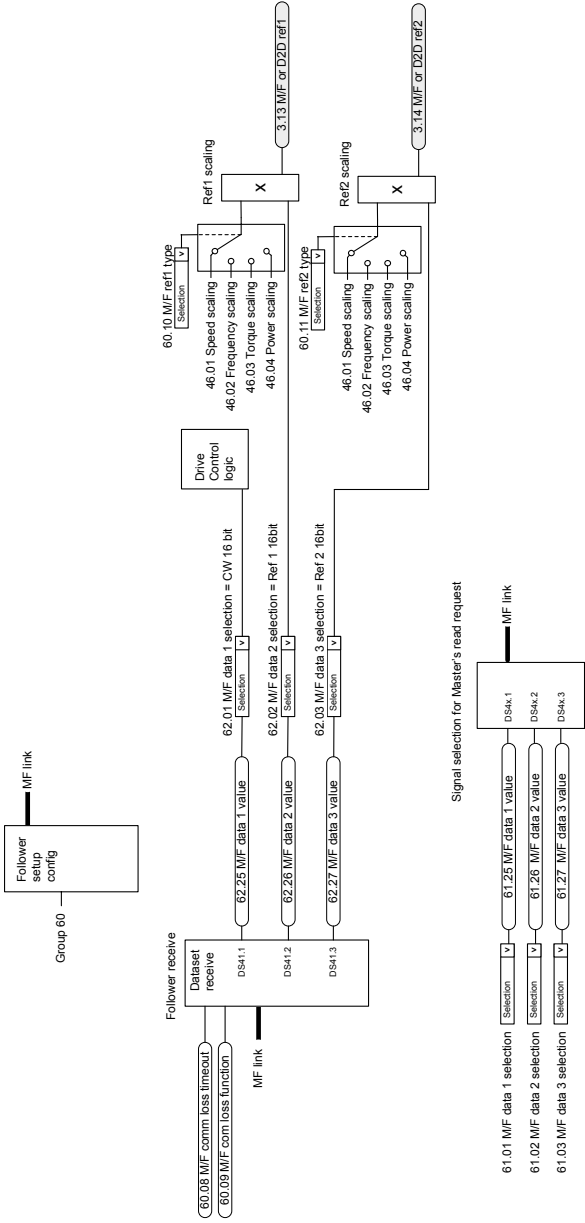 Group 60
Follower
setup
config
MF link
60.08 M/F comm loss timeout
60.09 M/F com loss function
MF link
Follower receive
Dataset
receive
DS41.1
DS41.2
DS41.3
62.25 M/F data 1 value
62.26 M/F data 2 value
62.27 M/F data 3 value
62.01 M/F data 1 selection = CW 16 bit
Selection v
62.02 M/F data 2 selection = Ref 1 16bit
Selection v
62.03 M/F data 3 selection = Ref 2 16bit
Selection v
Drive
Control
logic
60.10 M/F ref1 type
Selection v
46.01 Speed scaling
46.02 Frequency scaling
46.03 Torque scaling
46.04 Power scaling
Ref1 scaling
X
3.13 M/F or D2D ref1
60.11 M/F ref2 type
Selection v
46.01 Speed scaling
46.02 Frequency scaling
46.03 Torque scaling
46.04 Power scaling
Ref2 scaling
X
3.14 M/F or D2D ref2
Signal selection for Master's read request
61.01 M/F data 1 selection Selection v 61.25 M/F data 1 value DS4x.1
61.02 M/F data 2 selection Selection v 61.26 M/F data 2 value DS4x.2
61.03 M/F data 3 selection Selection v 61.27 M/F data 3 value DS4x.3
MF link